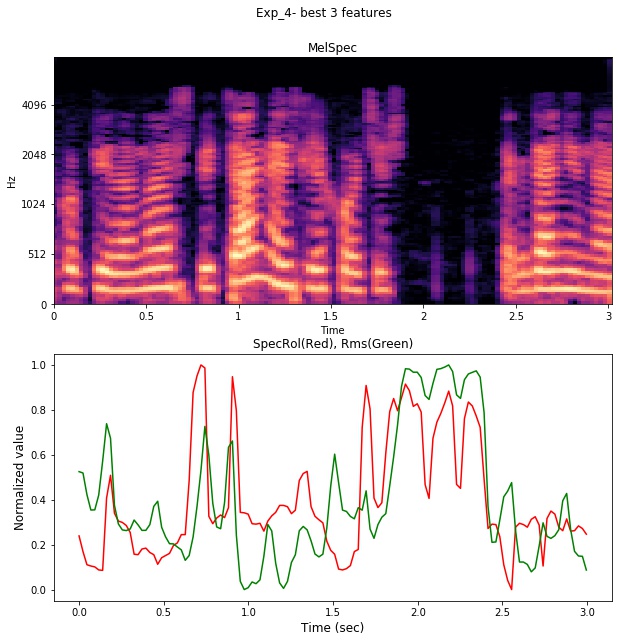 Exp_4- best 3 features
MelSpec
4096
2048
1024
512
0
Hz
0 0.5 1 1.5 2 2.5 3
Time
SpecRol(Red), Rms(Green)
1.0
0.8
0.6
0.4
0.2
0.0
Normalized value
0.0 0.5 1.0 1.5 2.0 2.5 3.0
Time (sec)